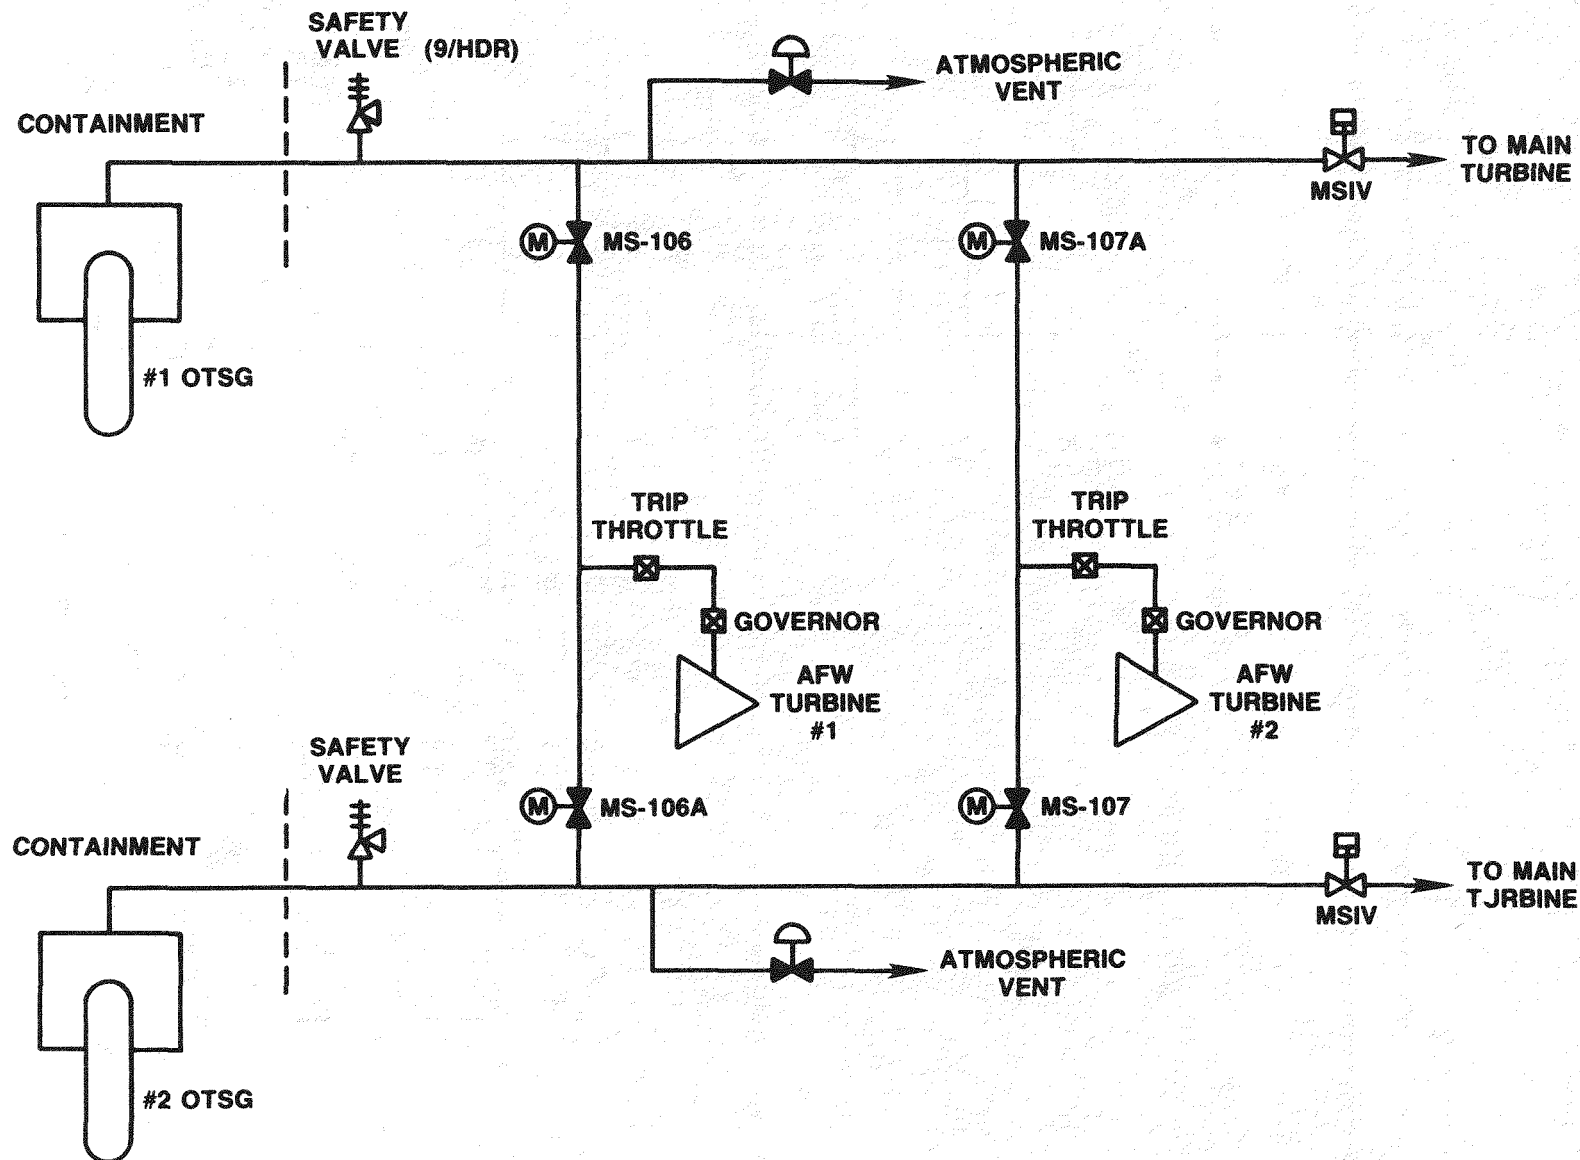 SAFETY
VALVE (9/HDR)
ATMOSPHERIC
VENT
CONTAINMENT
TO MAIN
TURBINE
MSIV
M
MS-106
M
MS-107A
#1 OTSG
TRIP
THROTTLE
TRIP
THROTTLE
GOVERNOR
GOVERNOR
AFW
TURBINE
#1
AFW
TURBINE
#2
SAFETY
VALVE
M
MS-106A
M
MS-107
CONTAINMENT
TO MAIN
TJRBINE
MSIV
ATMOSPHERIC
VENT
#2 OTSG